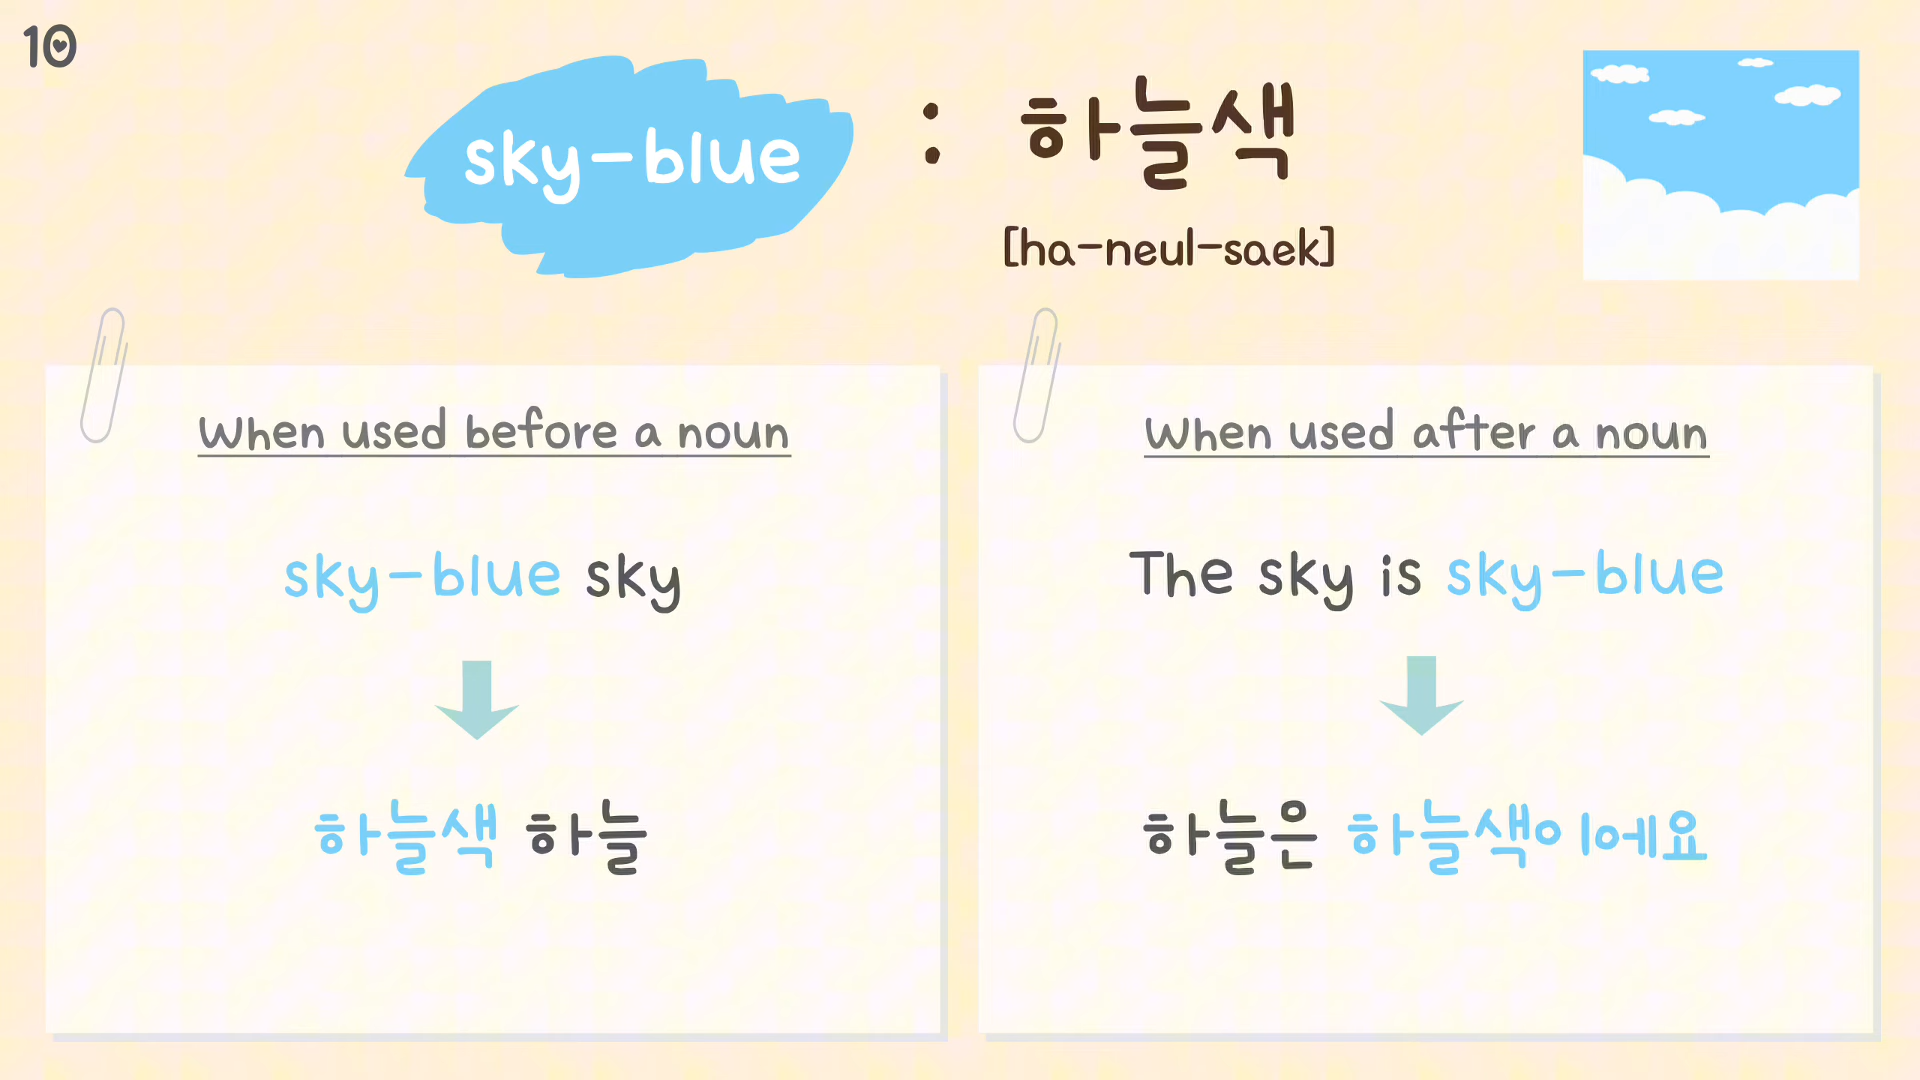 10
sky-blue : 하늘색
[ha-neul-saek]
When used before a noun
sky-blue sky
하늘색 하늘
When used after a noun
The sky is sky-blue
하늘은 하늘색이에요